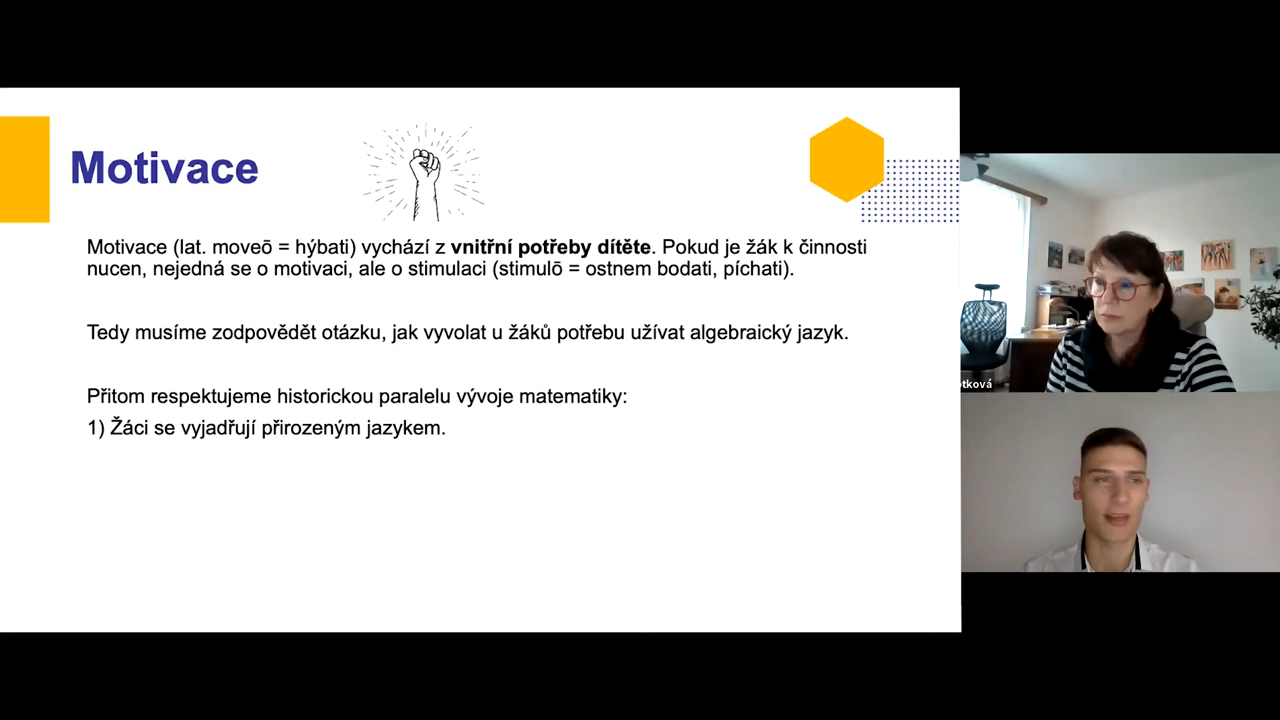 Motivace
Motivace (lat. moveō = hýbati) vychází z vnitřní potřeby dítěte. Pokud je žák k činnosti
nucen, nejedná se o motivaci, ale o stimulaci (stimulō = ostnem bodati, píchati).
Tedy musíme zodpovědět otázku, jak vyvolat u žáků potřebu užívat algebraický jazyk.
Přitom respektujeme historickou paralelu vývoje matematiky:
1) Žáci se vyjadřují přirozeným jazykem.
otková